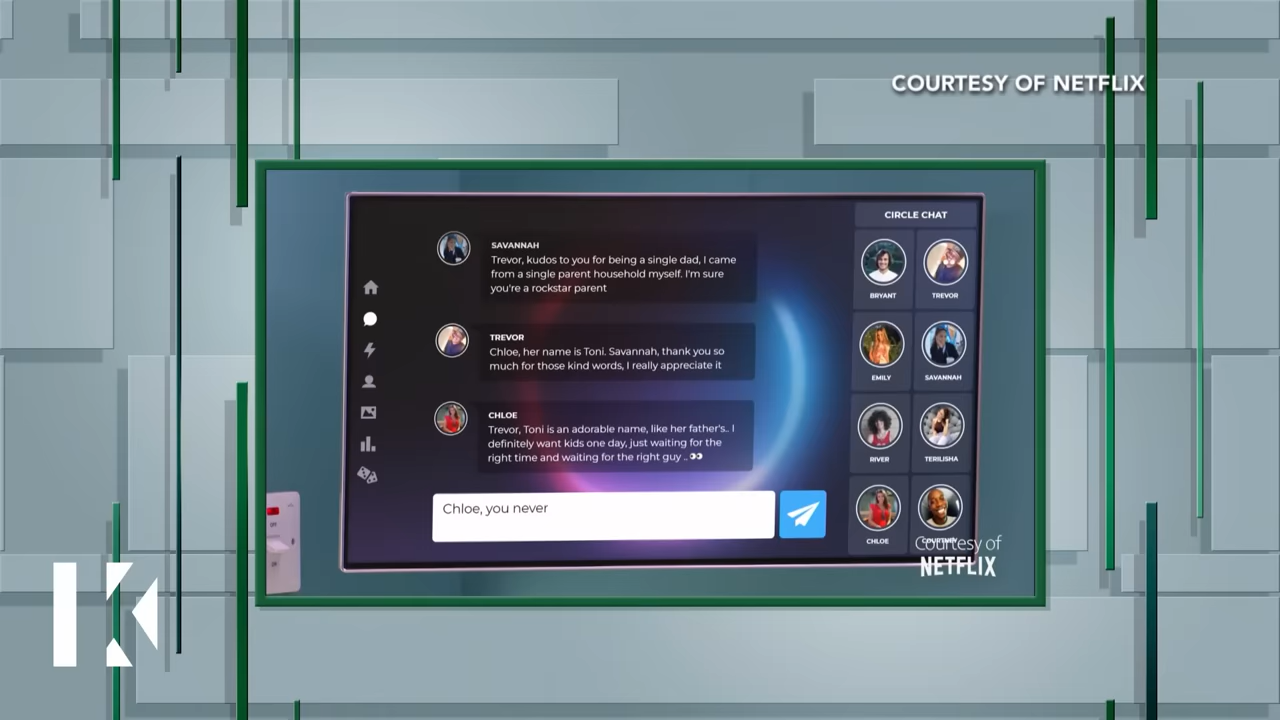 COURTESY OF NETFLIX
CIRCLE CHAT
SAVANNAH
Trevor, kudos to you for being a single dad, I came
from a single parent household myself. I'm sure
you're a rockstar parent
TREVOR
Chloe, her name is Toni. Savannah, thank you so
much for those kind words, I really appreciate it
CHLOE
Trevor, Toni is an adorable name, like her father's.. I
definitely want kids one day, just waiting for the
right time and waiting for the right guy .. 👀
Chloe, you never
BRYANT
TREVOR
EMILY
SAVANNAH
RIVER
TERILISHA
CHLOE
COURTNEY
Courtesy of
NETFLIX
K